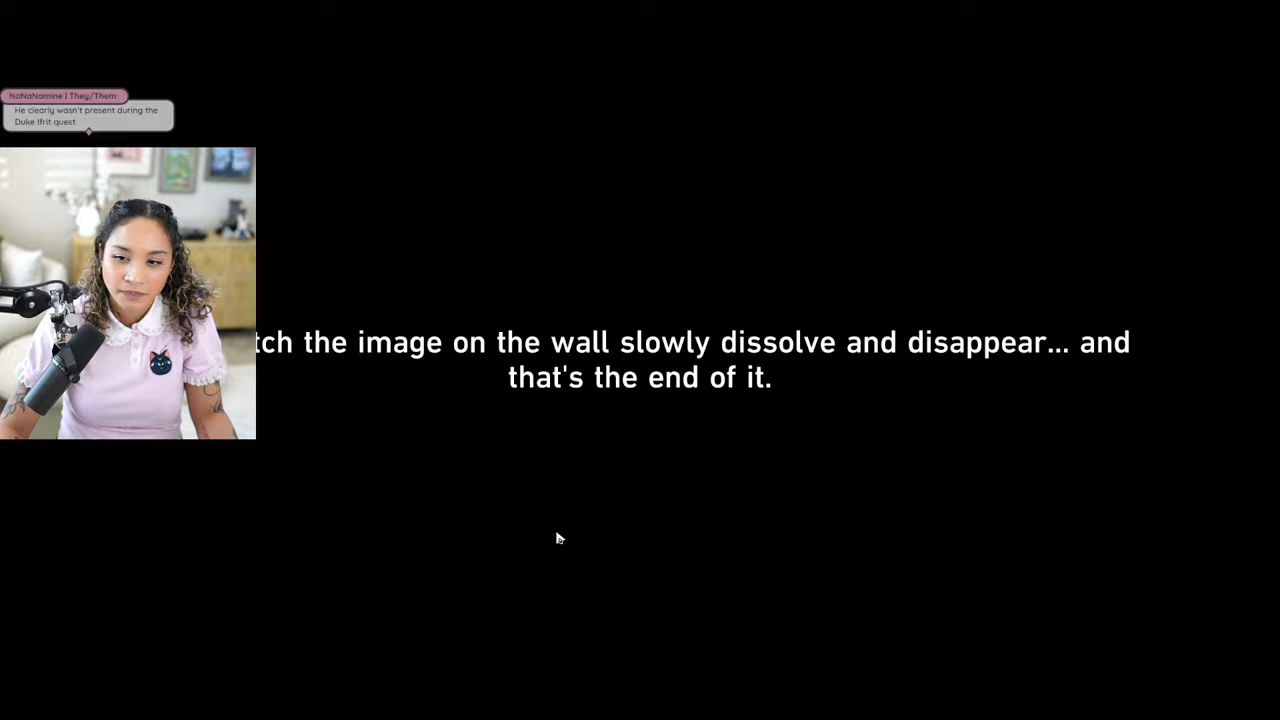 NaNaNamine | They/Them
He clearly wasn't present during the
Duke Ifrit quest
the image on the wall slowly dissolve and disappear... and
that's the end of it.